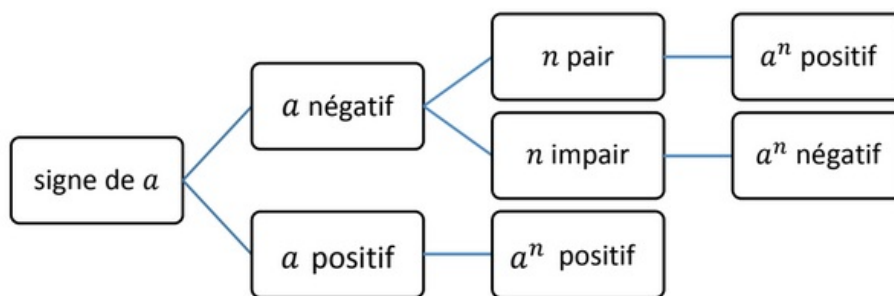 n pair
aⁿ positif
a négatif
n impair
aⁿ négatif
signe de a
a positif
aⁿ positif